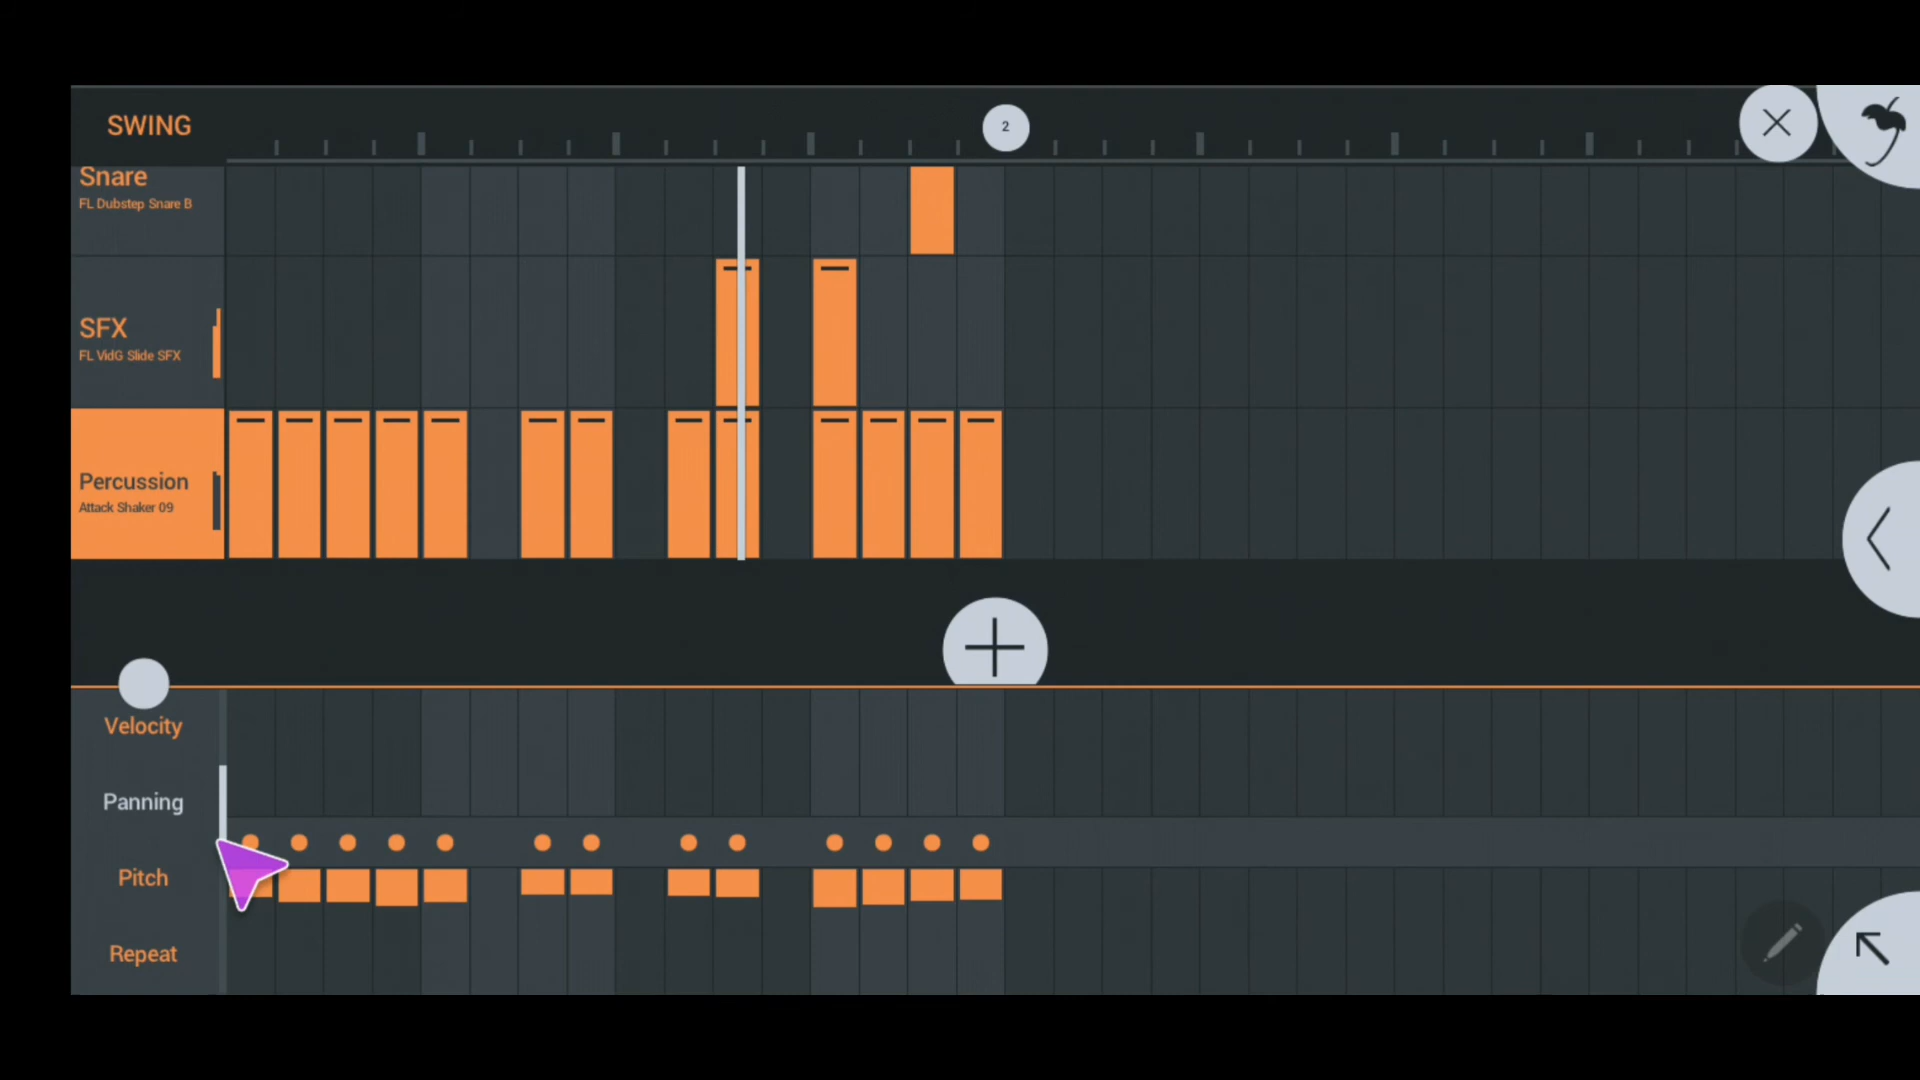 SWING
2
Snare
FL Dubstep Snare B
SFX
FL VidG Slide SFX
Percussion
Attack Shaker 09
Velocity
Panning
Pitch
Repeat